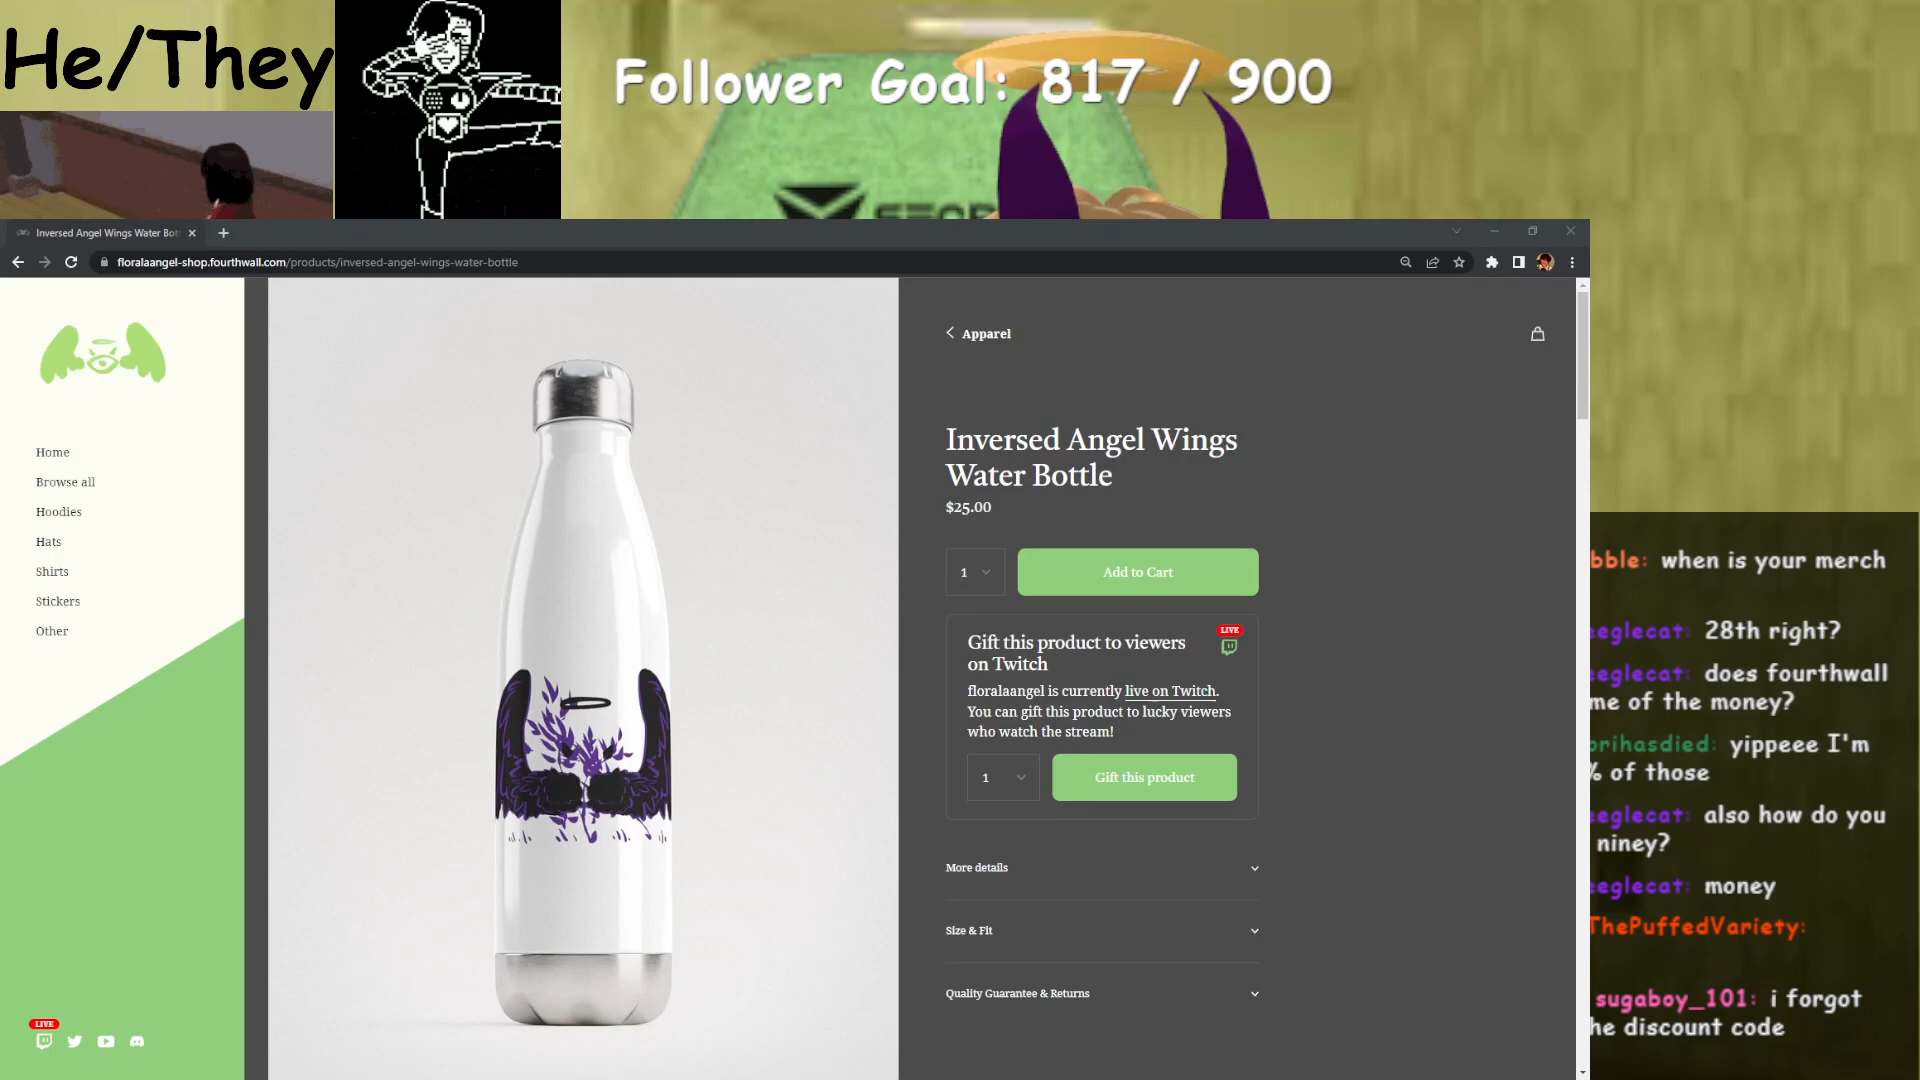 He/They
Follower Goal: 817 / 900
Inversed Angel Wings Water Bot
floralaangel-shop.fourthwall.com/products/inversed-angel-wings-water-bottle
Home
Browse all
Hoodies
Hats
Shirts
Stickers
Other
LIVE
Apparel
Inversed Angel Wings
Water Bottle
$25.00
1
Add to Cart
Gift this product to viewers
on Twitch
LIVE
floralaangel is currently live on Twitch.
You can gift this product to lucky viewers
who watch the stream!
1
Gift this product
More details
Size & Fit
Quality Guarantee & Returns
bble: when is your merch
eglecat: 28th right?
eglecat: does fourthwall
me of the money?
rihasdied: yippeee I'm
% of those
eglecat: also how do you
niney?
eglecat: money
ThePuffedVariety:
sugaboy_101: i forgot
he discount code